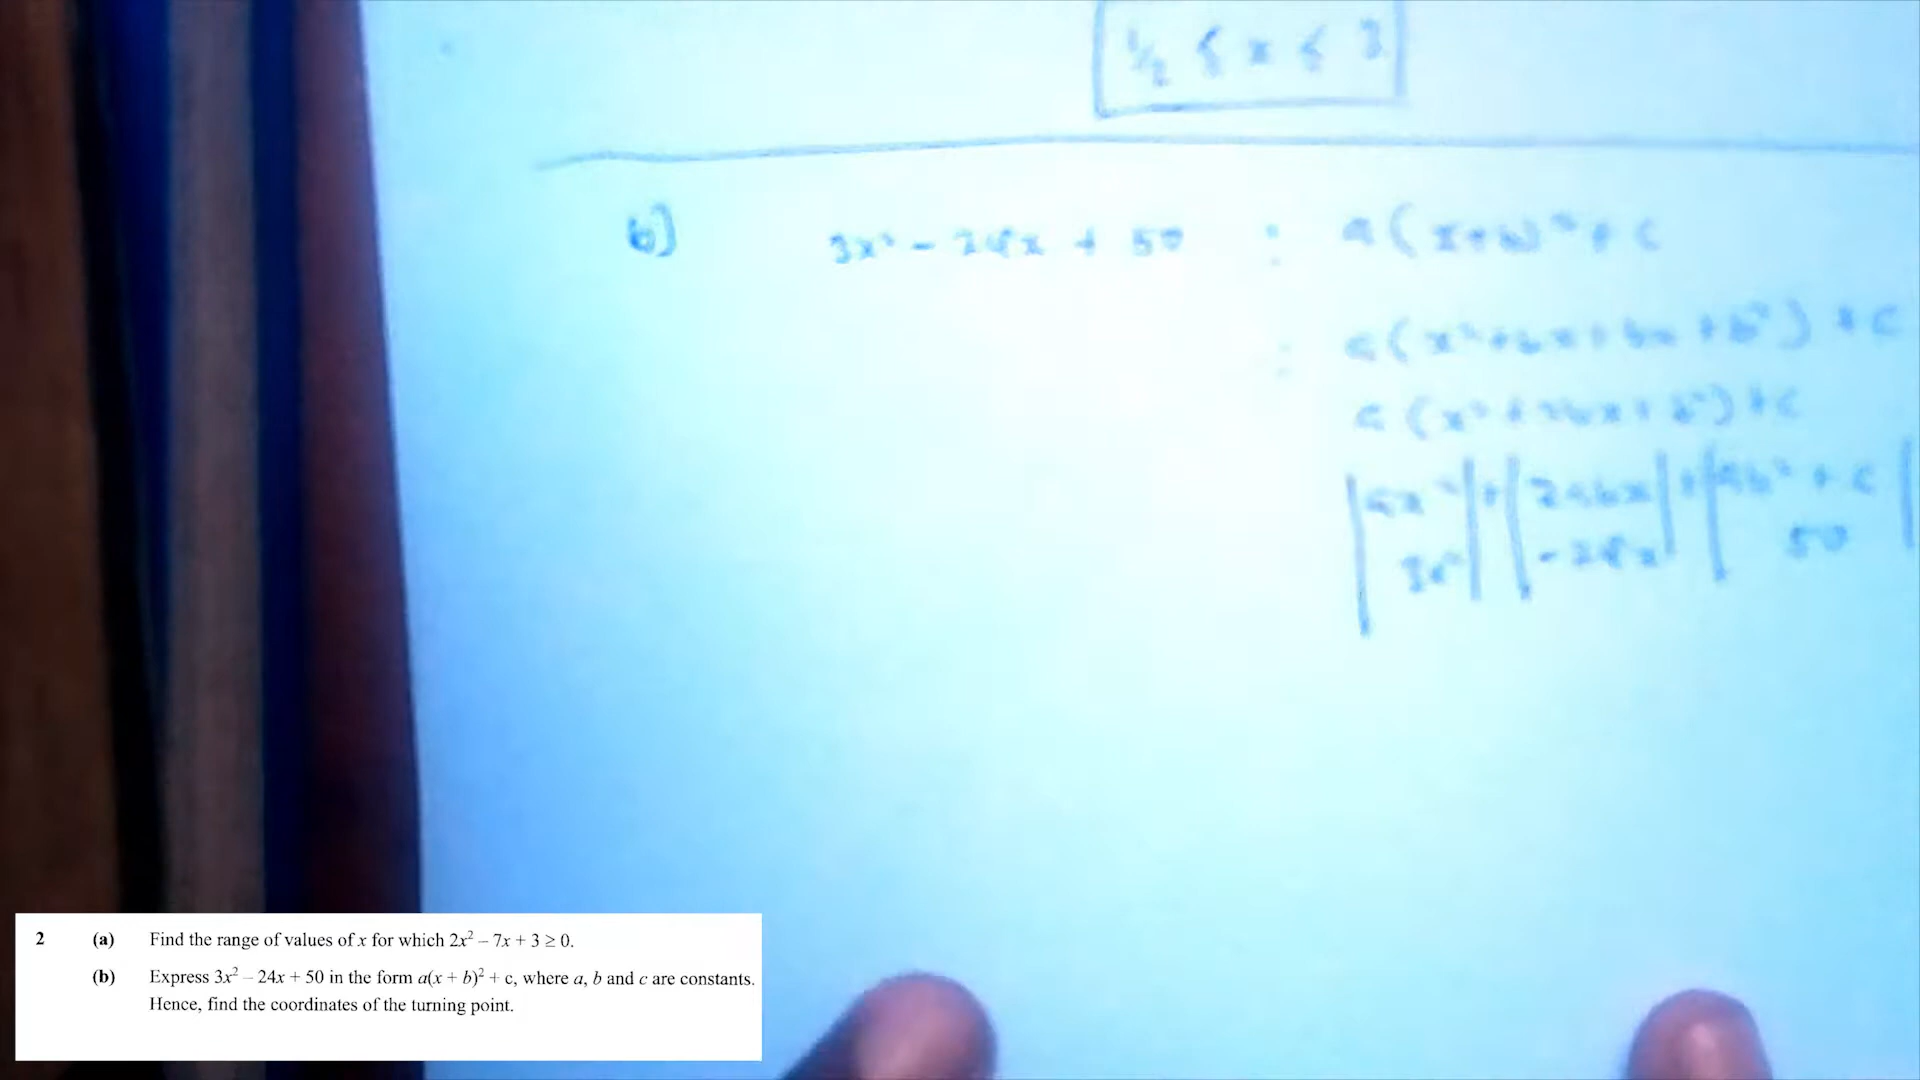 ½ ≤ x ≤ 3
b) 3x² - 24x + 50 : a(x+b)² + c
: a(x²+bx+bx+b²) + c
a(x²+2bx+b²)+c
|ax²|+|2abx|+|ab² + c|
3x² -24x 50
2 (a) Find the range of values of x for which 2x² – 7x + 3 ≥ 0.
(b) Express 3x² – 24x + 50 in the form a(x + b)² + c, where a, b and c are constants.
Hence, find the coordinates of the turning point.